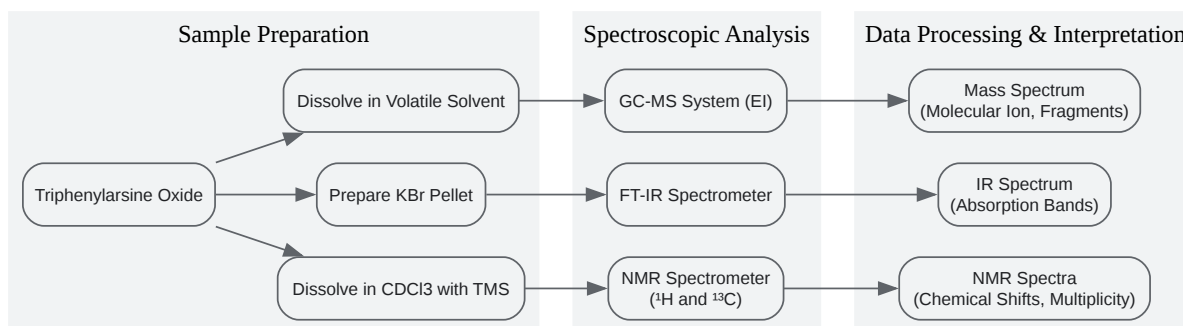 Sample Preparation
Spectroscopic Analysis
Data Processing & Interpretation
Dissolve in Volatile Solvent
GC-MS System (EI)
Mass Spectrum
(Molecular Ion, Fragments)
Triphenylarsine Oxide
Prepare KBr Pellet
FT-IR Spectrometer
IR Spectrum
(Absorption Bands)
Dissolve in CDCl3 with TMS
NMR Spectrometer
(¹H and ¹³C)
NMR Spectra
(Chemical Shifts, Multiplicity)